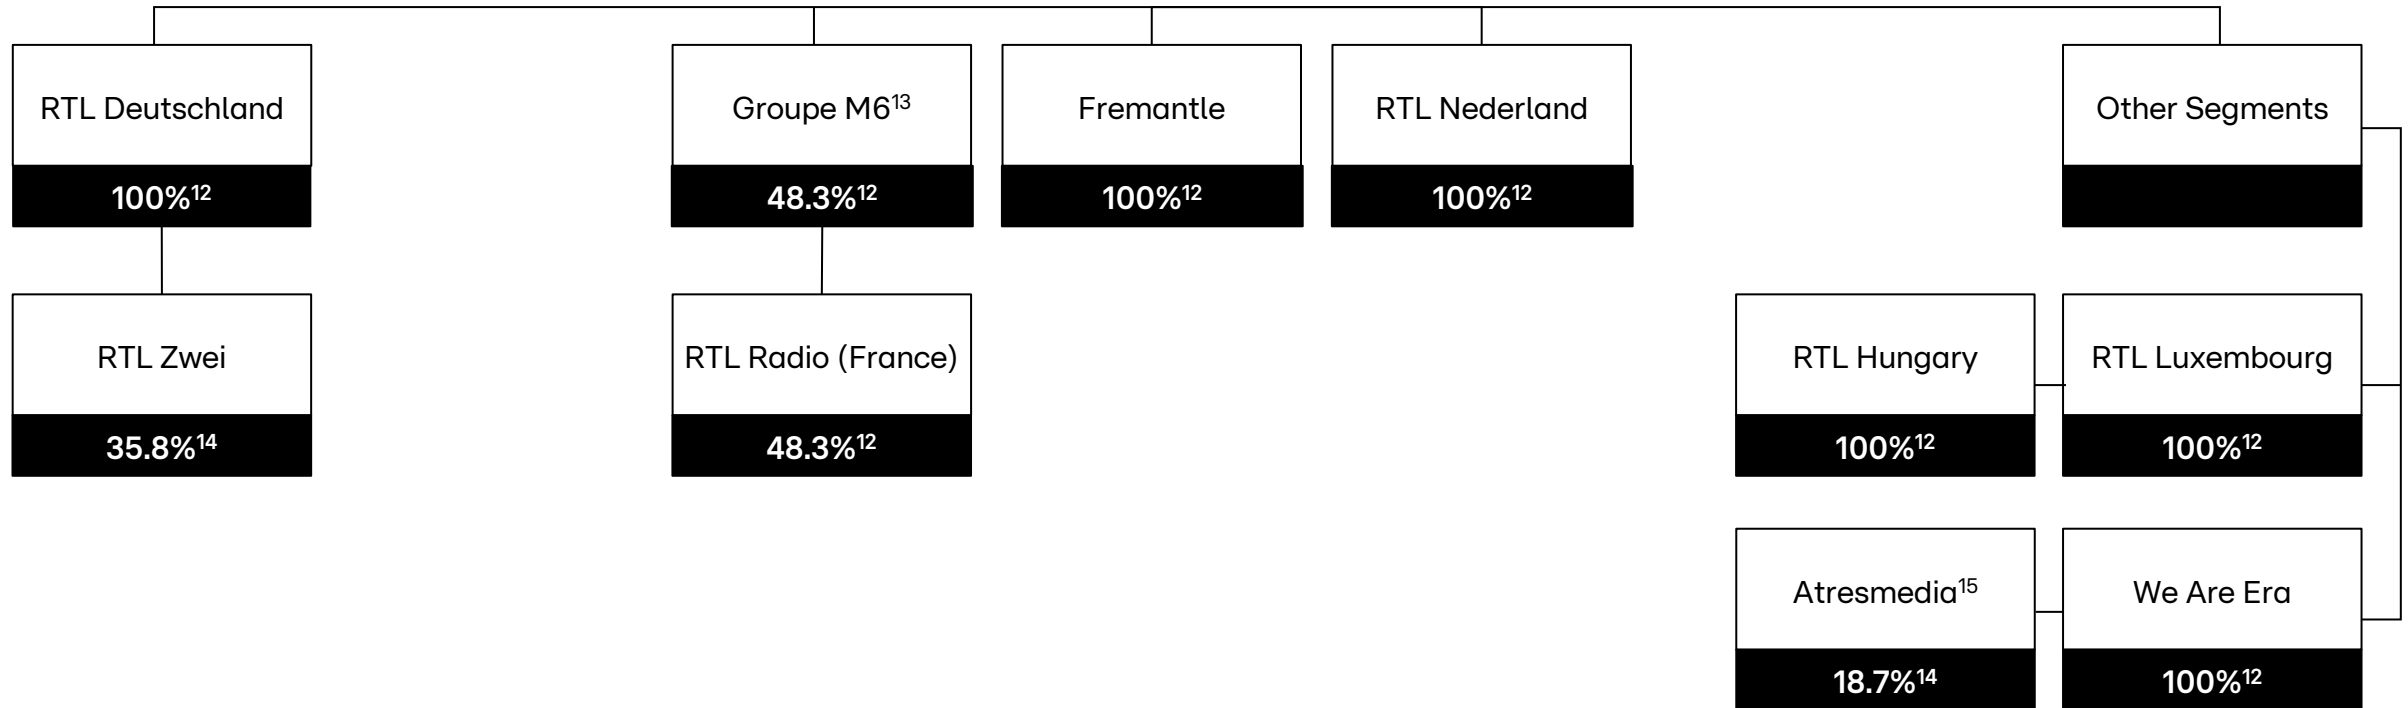 RTL Deutschland
100%¹²
Groupe M6¹³
48.3%¹²
Fremantle
100%¹²
RTL Nederland
100%¹²
Other Segments
RTL Zwei
35.8%¹⁴
RTL Radio (France)
48.3%¹²
RTL Hungary
100%¹²
RTL Luxembourg
100%¹²
Atresmedia¹⁵
18.7%¹⁴
We Are Era
100%¹²